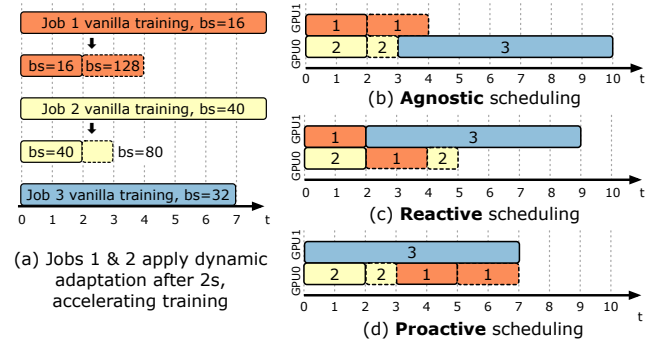 Job 1 vanilla training, bs=16
bs=16 bs=128
Job 2 vanilla training, bs=40
bs=40 bs=80
Job 3 vanilla training, bs=32
0 1 2 3 4 5 6 7 t
(a) Jobs 1 & 2 apply dynamic
adaptation after 2s,
accelerating training
GPU1
1 1
GPU0
2 2 3
0 1 2 3 4 5 6 7 8 9 10 t
(b) Agnostic scheduling
GPU1
1 3
GPU0
2 1 2
0 1 2 3 4 5 6 7 8 9 10 t
(c) Reactive scheduling
GPU1
3
GPU0
2 2 1 1
0 1 2 3 4 5 6 7 8 9 10 t
(d) Proactive scheduling